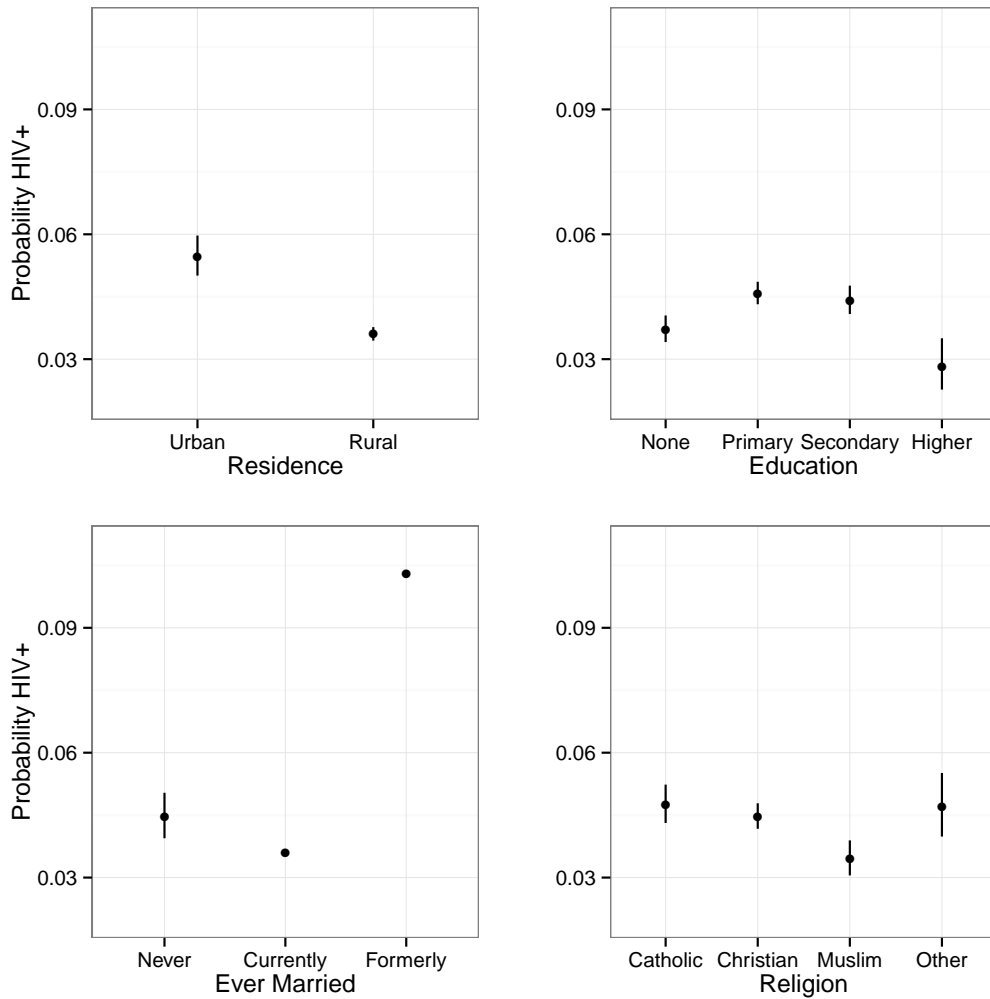 Probability HIV+
0.09
0.06
0.03
Urban Rural
Residence
0.09
0.06
0.03
None Primary Secondary Higher
Education
Probability HIV+
0.09
0.06
0.03
Never Currently Formerly
Ever Married
0.09
0.06
0.03
Catholic Christian Muslim Other
Religion